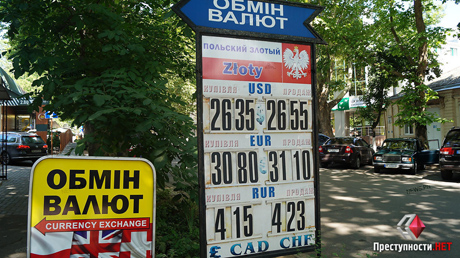 ОБМІН
ВАЛЮТ
ПОЛЬСКИЙ ЗЛОТЫЙ
Złoty
USD
КУПІВЛЯ ПРОДАЖ
26 35 26 55
EUR
КУПІВЛЯ ПРОДАЖ
30 80 31 10
RUR
КУПІВЛЯ ПРОДАЖ
4 15 4 23
£ CAD CHF
ОБМІН
ВАЛЮТ
CURRENCY EXCHANGE
Преступности.НЕТ